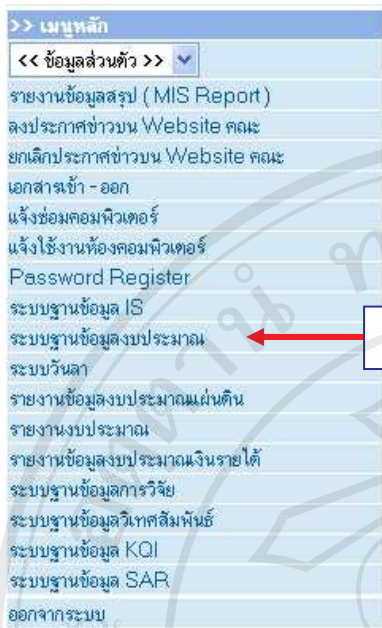 >> เมนูหลัก
<< ข้อมูลส่วนตัว >>
รายงานข้อมูลสรุป ( MIS Report )
ลงประกาศข่าวบน Website คณะ
ยกเลิกประกาศข่าวบน Website คณะ
เอกสารเข้า - ออก
แจ้งซ่อมคอมพิวเตอร์
แจ้งใช้งานห้องคอมพิวเตอร์
Password Register
ระบบฐานข้อมูล IS
ระบบฐานข้อมูลงบประมาณ
ระบบวันลา
รายงานข้อมูลงบประมาณแผ่นดิน
รายงานงบประมาณ
รายงานข้อมูลงบประมาณเงินรายได้
ระบบฐานข้อมูลการวิจัย
ระบบฐานข้อมูลวิเทศสัมพันธ์
ระบบฐานข้อมูล KQI
ระบบฐานข้อมูล SAR
ออกจากระบบ